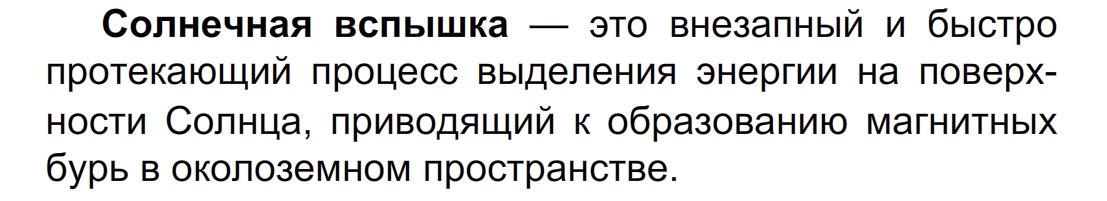 Солнечная вспышка — это внезапный и быстро
протекающий процесс выделения энергии на поверх-
ности Солнца, приводящий к образованию магнитных
бурь в околоземном пространстве.